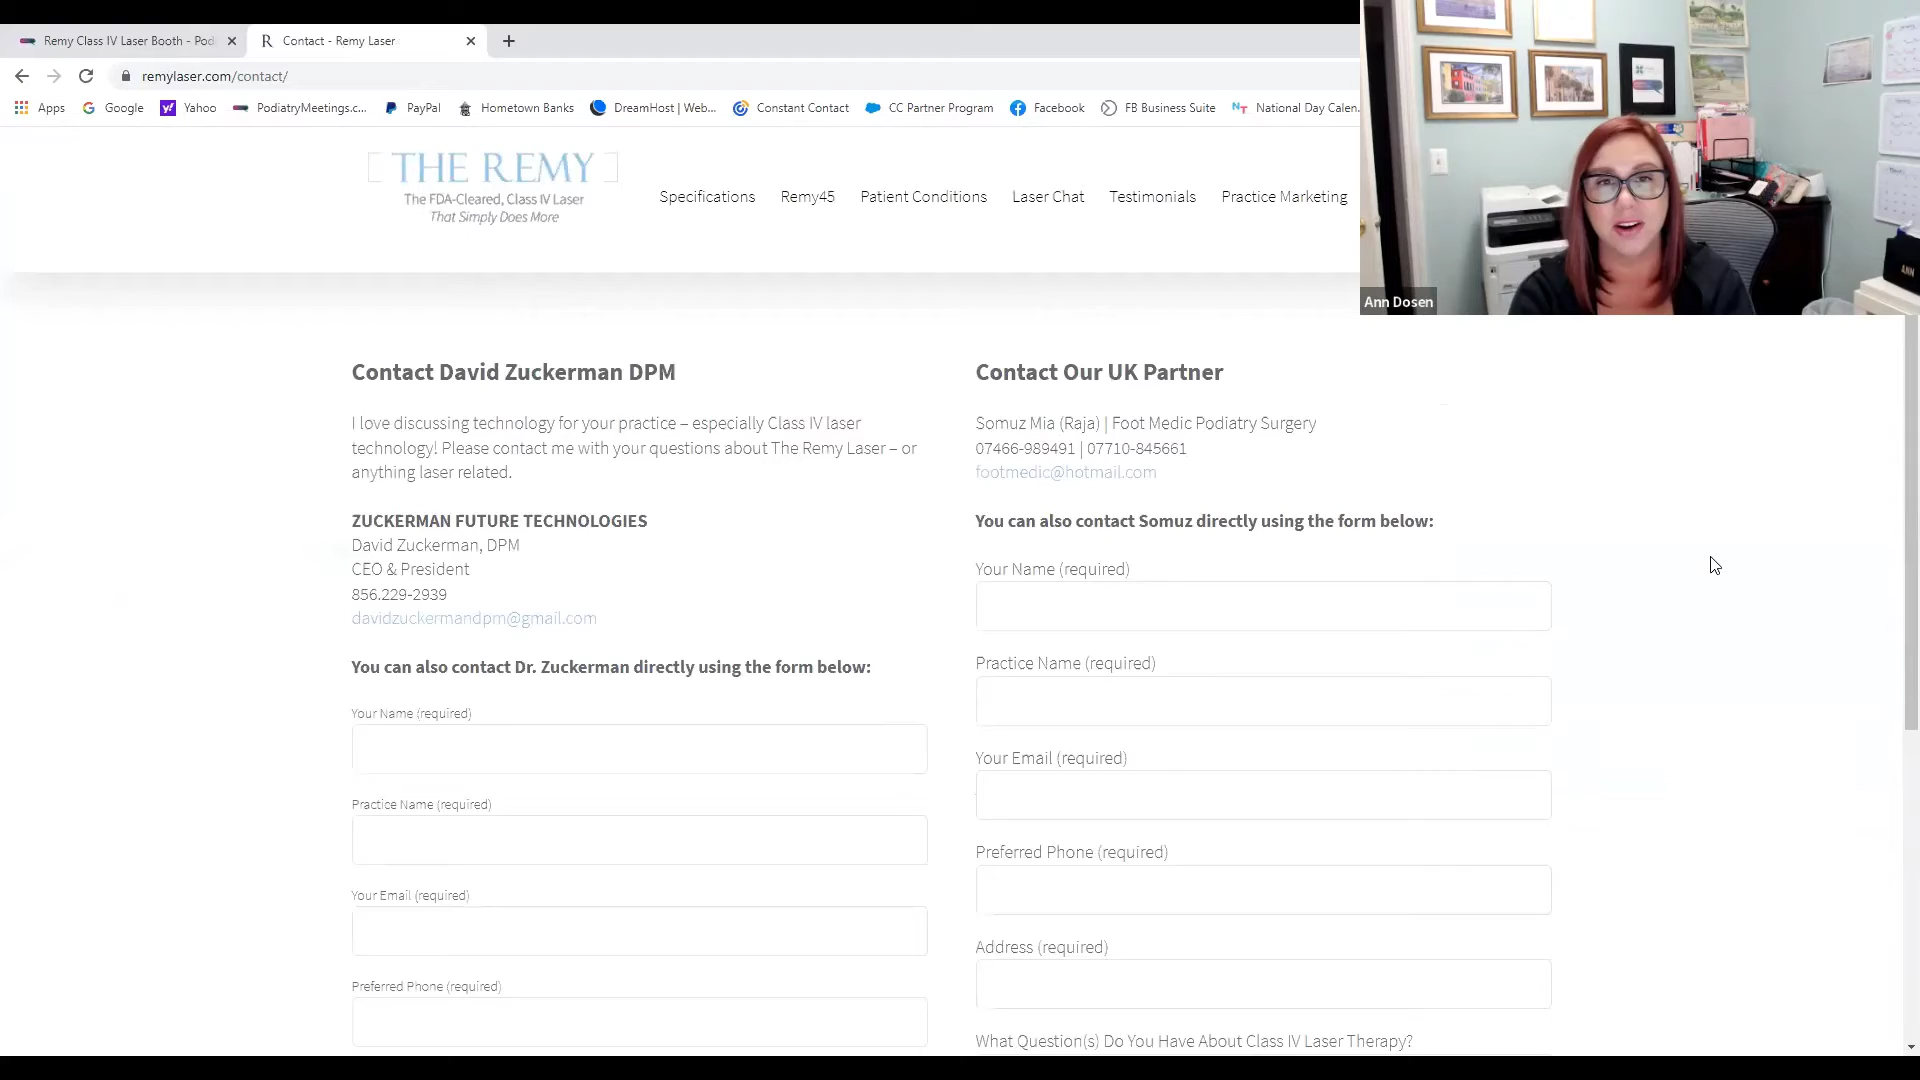 Remy Class IV Laser Booth - Pod
Contact - Remy Laser
remylaser.com/contact/
Apps
Google
Yahoo
PodiatryMeetings.c...
PayPal
Hometown Banks
DreamHost | Web...
Constant Contact
CC Partner Program
Facebook
FB Business Suite
National Day Calen...
THE REMY
The FDA-Cleared, Class IV Laser
That Simply Does More
Specifications
Remy45
Patient Conditions
Laser Chat
Testimonials
Practice Marketing
ANN
Ann Dosen
Contact David Zuckerman DPM
I love discussing technology for your practice – especially Class IV laser
technology! Please contact me with your questions about The Remy Laser – or
anything laser related.
ZUCKERMAN FUTURE TECHNOLOGIES
David Zuckerman, DPM
CEO & President
856.229-2939
davidzuckermandpm@gmail.com
You can also contact Dr. Zuckerman directly using the form below:
Your Name (required)
Practice Name (required)
Your Email (required)
Preferred Phone (required)
Contact Our UK Partner
Somuz Mia (Raja) | Foot Medic Podiatry Surgery
07466-989491 | 07710-845661
footmedic@hotmail.com
You can also contact Somuz directly using the form below:
Your Name (required)
Practice Name (required)
Your Email (required)
Preferred Phone (required)
Address (required)
What Question(s) Do You Have About Class IV Laser Therapy?